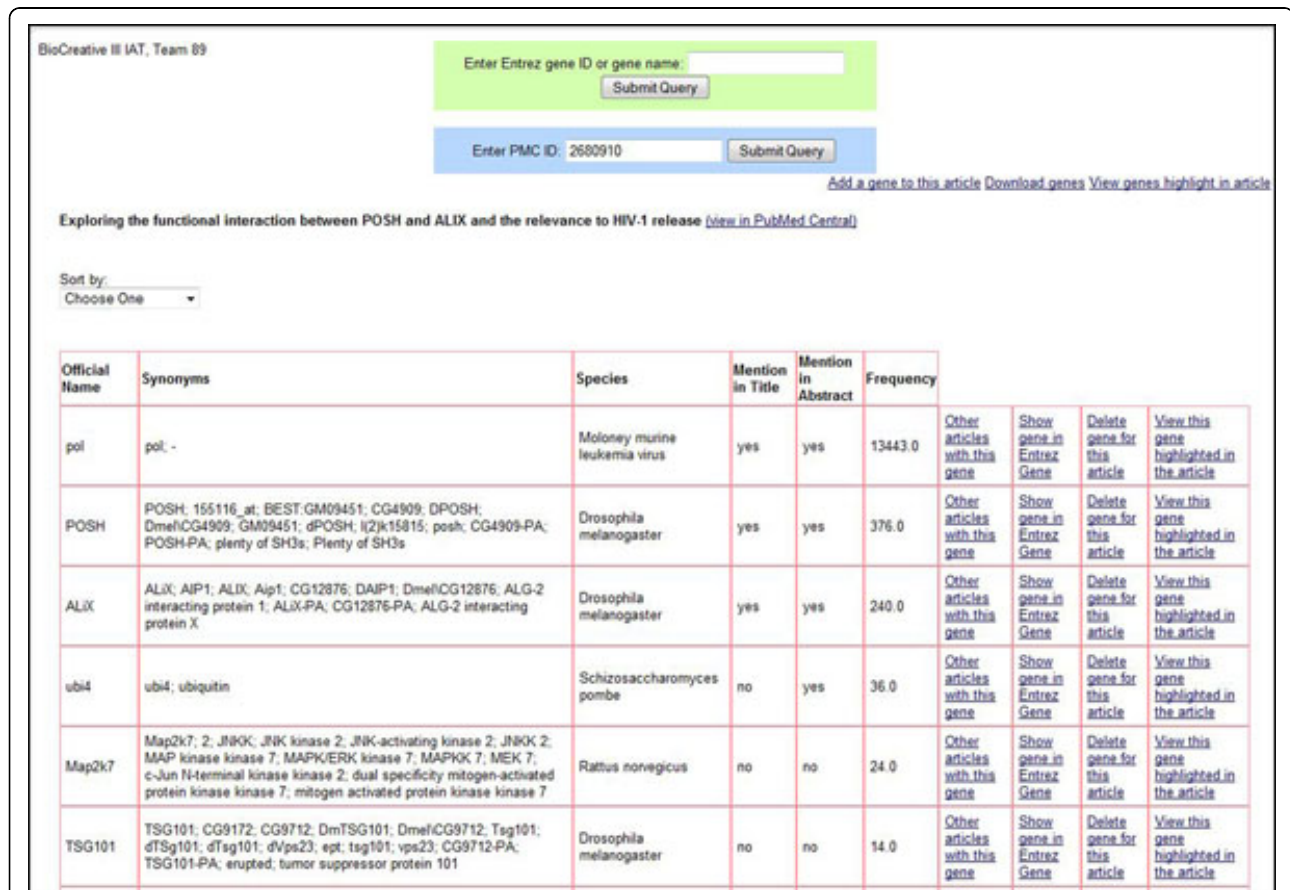 BioCreative III IAT, Team 89
Enter Entrez gene ID or gene name:
Submit Query
Enter PMC ID: 2680910 Submit Query
Add a gene to this article Download genes View genes highlight in article
Exploring the functional interaction between POSH and ALIX and the relevance to HIV-1 release (view in PubMed Central)
Sort by:
Choose One
Official
Name
Synonyms
Species
Mention
in Title
Mention
in
Abstract
Frequency
pol
pol; -
Moloney murine
leukemia virus
yes
yes
13443.0
Other
articles
with this
gene
Show
gene in
Entrez
Gene
Delete
gene for
this
article
View this
gene
highlighted in
the article
POSH
POSH; 155116_at; BEST:GM09451; CG4909; DPOSH;
Dmel\CG4909; GM09451; dPOSH; l(2)k15815; posh; CG4909-PA;
POSH-PA; plenty of SH3s; Plenty of SH3s
Drosophila
melanogaster
yes
yes
376.0
Other
articles
with this
gene
Show
gene in
Entrez
Gene
Delete
gene for
this
article
View this
gene
highlighted in
the article
ALiX
ALiX; AIP1; ALIX; Aip1; CG12876; DAIP1; Dmel\CG12876; ALG-2
interacting protein 1; ALiX-PA; CG12876-PA; ALG-2 interacting
protein X
Drosophila
melanogaster
yes
yes
240.0
Other
articles
with this
gene
Show
gene in
Entrez
Gene
Delete
gene for
this
article
View this
gene
highlighted in
the article
ubi4
ubi4; ubiquitin
Schizosaccharomyces
pombe
no
yes
36.0
Other
articles
with this
gene
Show
gene in
Entrez
Gene
Delete
gene for
this
article
View this
gene
highlighted in
the article
Map2k7
Map2k7; 2; JNKK; JNK kinase 2; JNK-activating kinase 2; JNKK 2;
MAP kinase kinase 7; MAPK/ERK kinase 7; MAPKK 7; MEK 7;
c-Jun N-terminal kinase kinase 2; dual specificity mitogen-activated
protein kinase kinase 7; mitogen activated protein kinase kinase 7
Rattus norvegicus
no
no
24.0
Other
articles
with this
gene
Show
gene in
Entrez
Gene
Delete
gene for
this
article
View this
gene
highlighted in
the article
TSG101
TSG101; CG9172; CG9712; DmTSG101; Dmel\CG9712; Tsg101;
dTSg101; dTsg101; dVps23; ept; tsg101; vps23; CG9712-PA;
TSG101-PA; erupted; tumor suppressor protein 101
Drosophila
melanogaster
no
no
14.0
Other
articles
with this
gene
Show
gene in
Entrez
Gene
Delete
gene for
this
article
View this
gene
highlighted in
the article